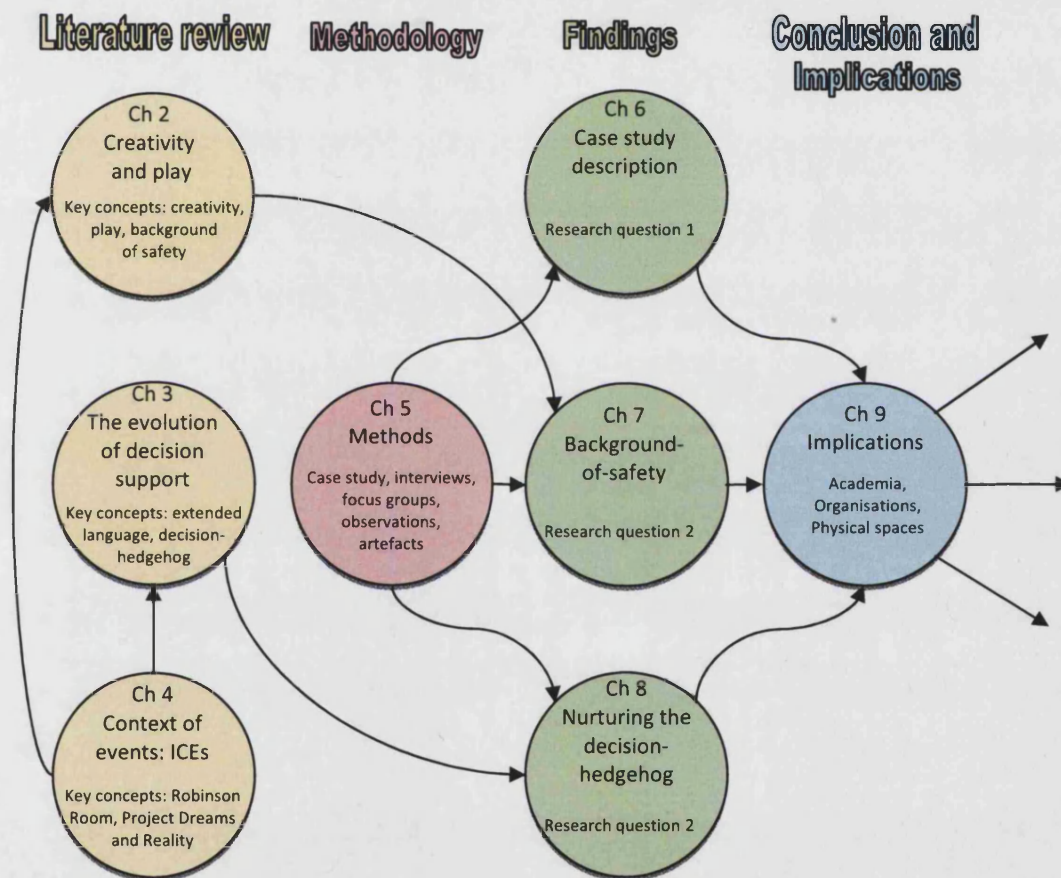 Literature review
Methodology
Findings
Conclusion and
Implications
Ch 2
Creativity
and play
Key concepts: creativity,
play, background
of safety
Ch 3
The evolution
of decision
support
Key concepts: extended
language, decision-
hedgehog
Ch 4
Context of
events: ICEs
Key concepts: Robinson
Room, Project Dreams
and Reality
Ch 5
Methods
Case study, interviews,
focus groups,
observations,
artefacts
Ch 6
Case study
description
Research question 1
Ch 7
Background-
of-safety
Research question 2
Ch 8
Nurturing the
decision-
hedgehog
Research question 2
Ch 9
Implications
Academia,
Organisations,
Physical spaces